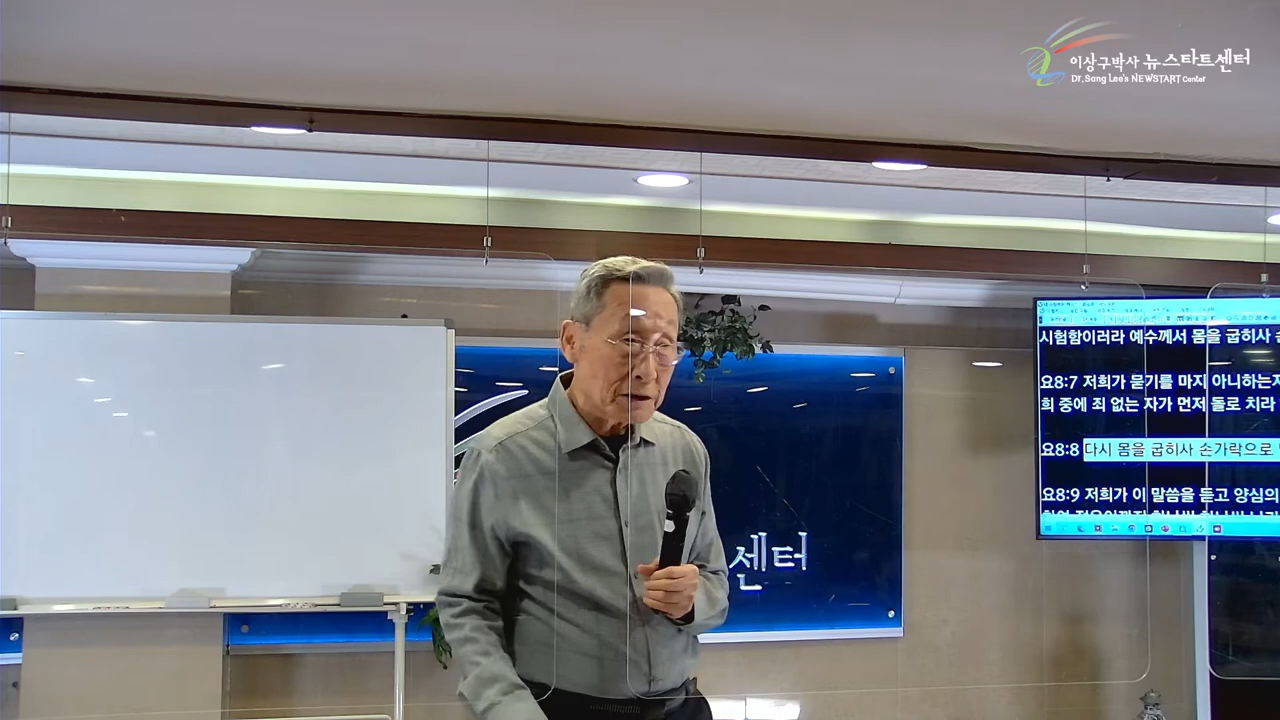 이상구박사 뉴스타트센터
Dr. Sang Lee's NEWSTART Center
시험함이러라 예수께서 몸을 굽히사
요8:7 저희가 묻기를 마지 아니하는
희 중에 죄 없는 자가 먼저 돌로 치라
요8:8 다시 몸을 굽히사 손가락으로
요8:9 저희가 이 말씀을 듣고 양심의
센터